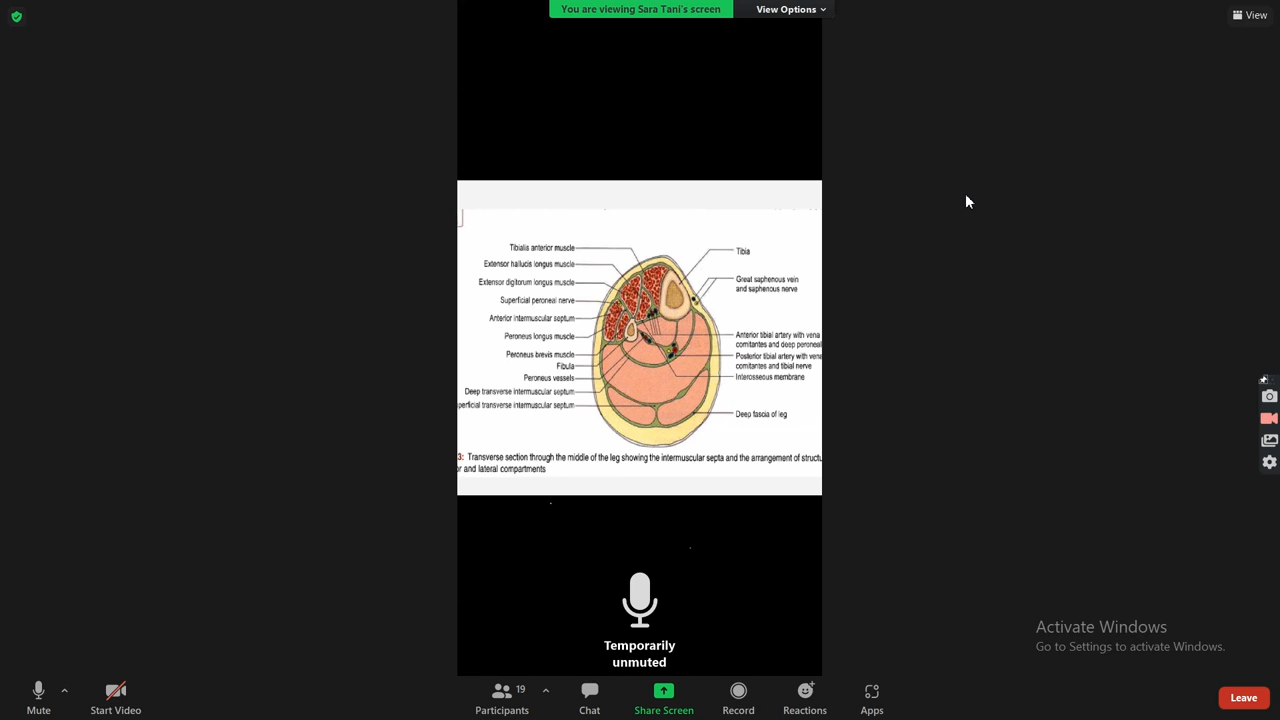 You are viewing Sara Tani's screen
View Options
View
Tibialis anterior muscle
Extensor hallucis longus muscle
Extensor digitorum longus muscle
Superficial peroneal nerve
Anterior intermuscular septum
Peroneus longus muscle
Peroneus brevis muscle
Fibula
Peroneus vessels
Deep transverse intermuscular septum
perficial transverse intermuscular septum
Tibia
Great saphenous vein
and saphenous nerve
Anterior tibial artery with vena
comitantes and deep peroneal
Posterior tibial artery with vena
comitantes and tibial nerve
Interosseous membrane
Deep fascia of leg
3: Transverse section through the middle of the leg showing the intermuscular septa and the arrangement of structu
or and lateral compartments
Temporarily
unmuted
Activate Windows
Go to Settings to activate Windows.
Mute
Start Video
Participants
19
Chat
Share Screen
Record
Reactions
Apps
Leave